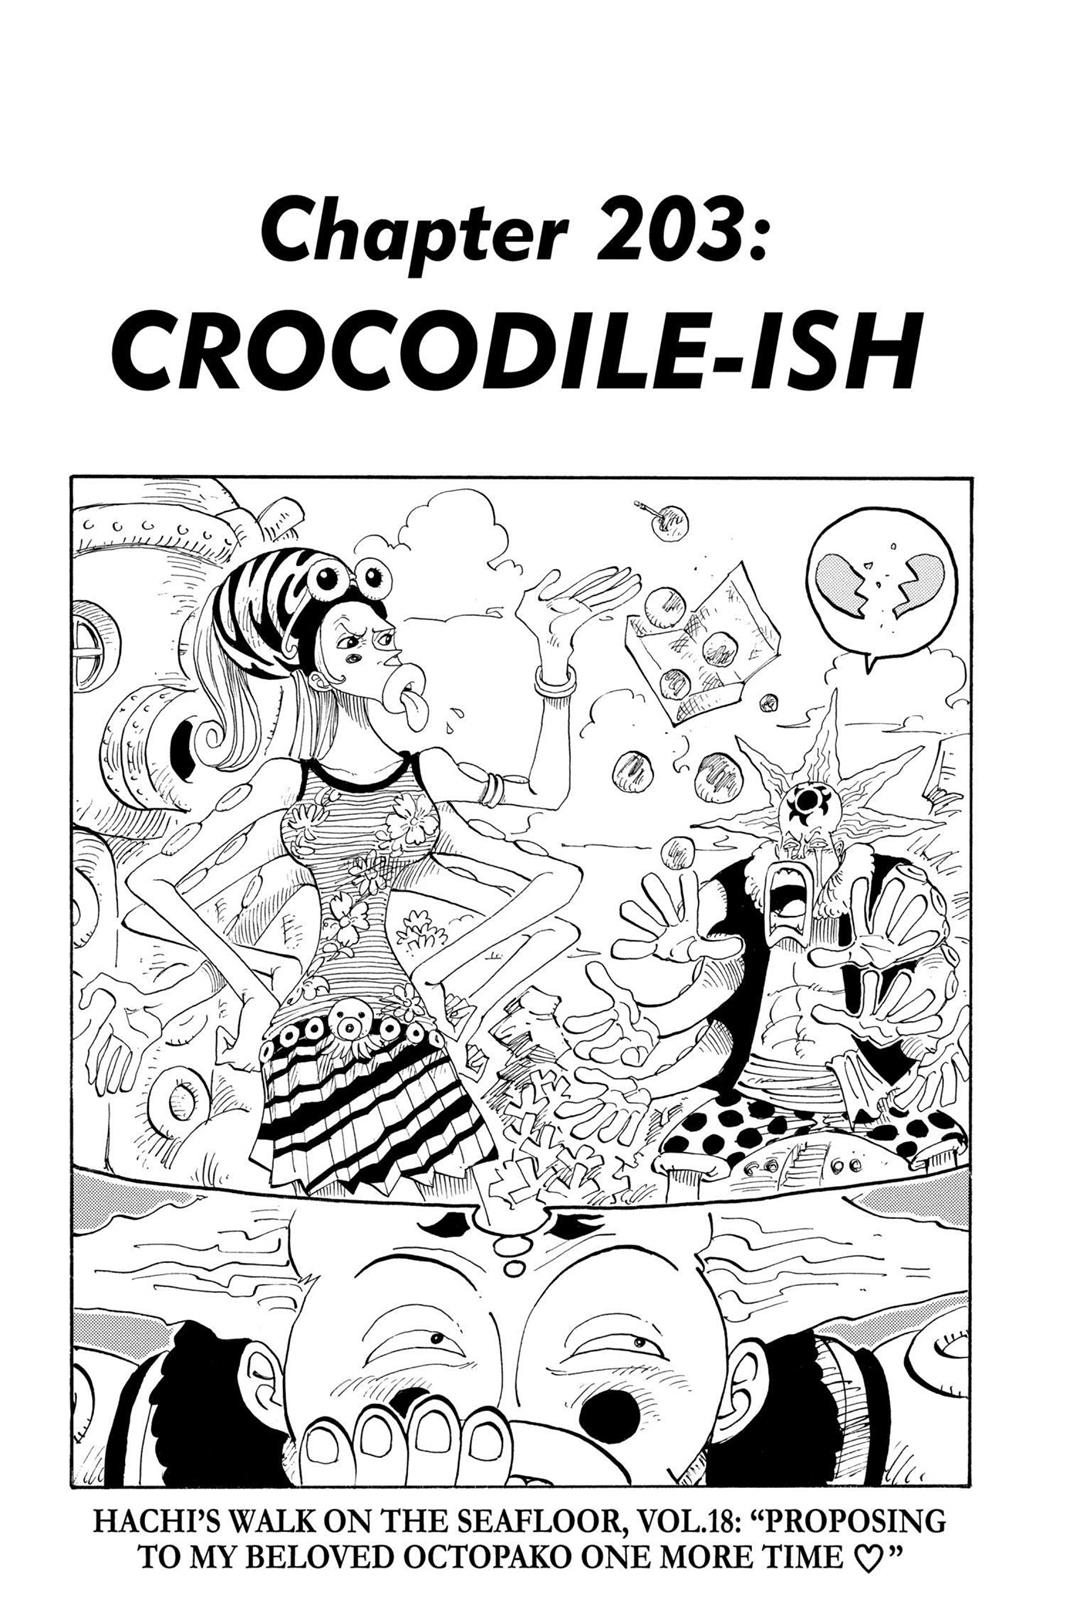 Chapter 203:
CROCODILE-ISH
HACHI'S WALK ON THE SEAFLOOR, VOL.18: “PROPOSING
TO MY BELOVED OCTOPAKO ONE MORE TIME ♡”